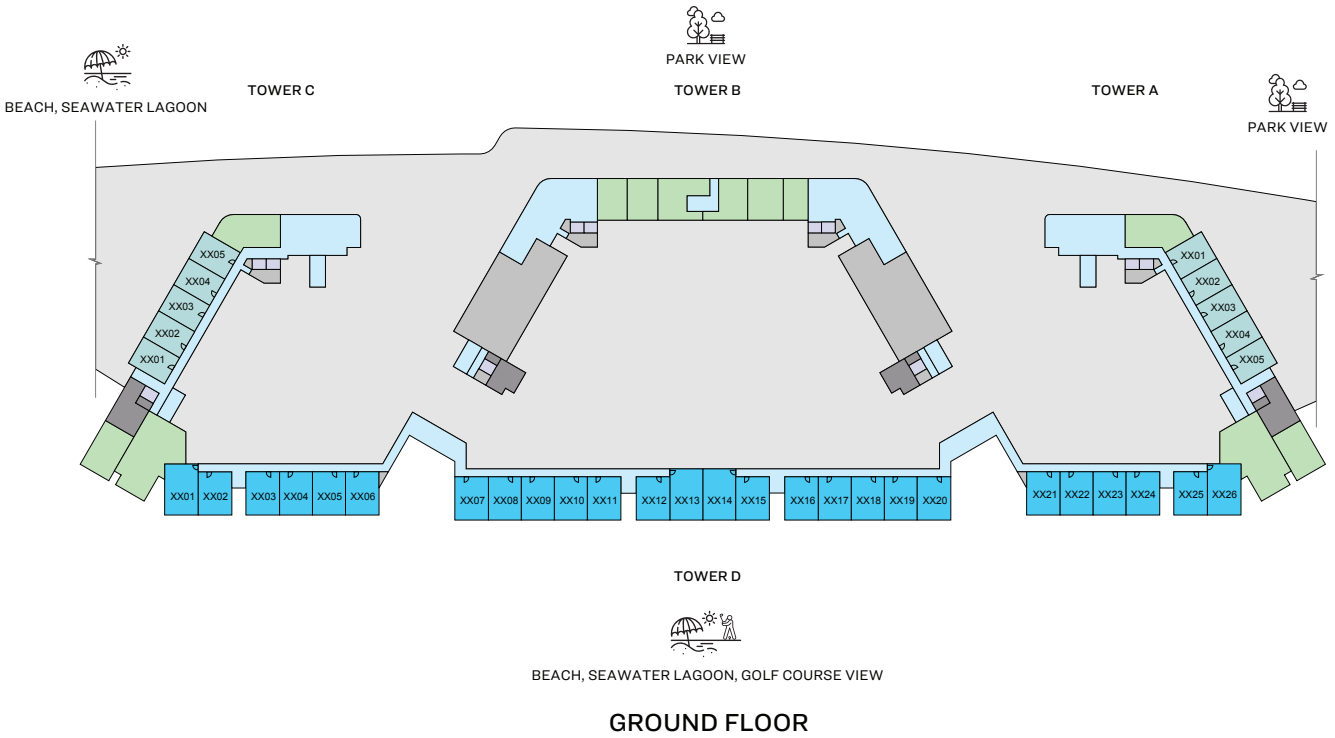 PARK VIEW
BEACH, SEAWATER LAGOON
TOWER C
TOWER B
TOWER A
PARK VIEW
XX05
XX04
XX03
XX02
XX01
XX01
XX02
XX03
XX04
XX05
XX01
XX02
XX03
XX04
XX05
XX06
XX07
XX08
XX09
XX10
XX11
XX12
XX13
XX14
XX15
XX16
XX17
XX18
XX19
XX20
XX21
XX22
XX23
XX24
XX25
XX26
TOWER D
BEACH, SEAWATER LAGOON, GOLF COURSE VIEW
GROUND FLOOR